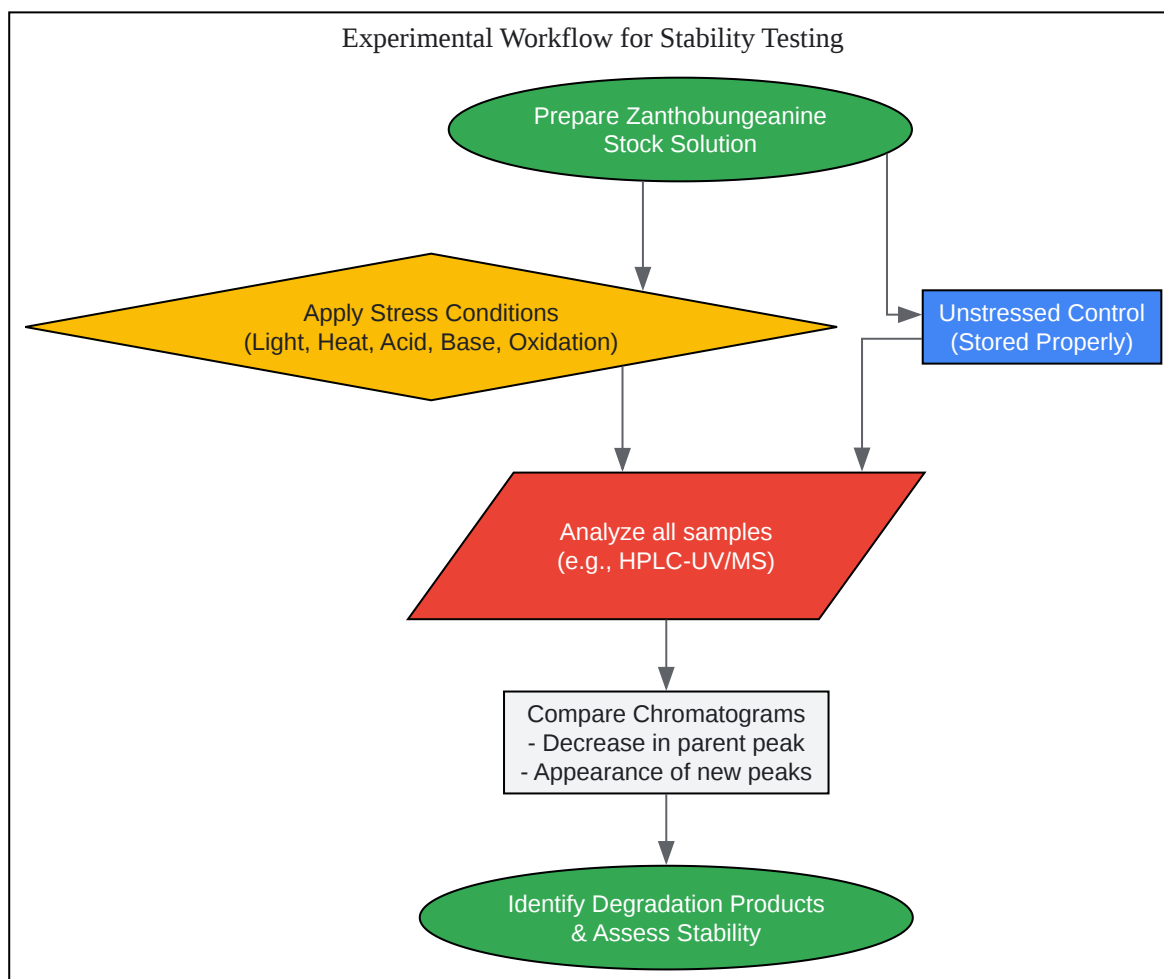 Experimental Workflow for Stability Testing
Prepare Zanthobungeanine
Stock Solution
Apply Stress Conditions
(Light, Heat, Acid, Base, Oxidation)
Unstressed Control
(Stored Properly)
Analyze all samples
(e.g., HPLC-UV/MS)
Compare Chromatograms
- Decrease in parent peak
- Appearance of new peaks
Identify Degradation Products
& Assess Stability